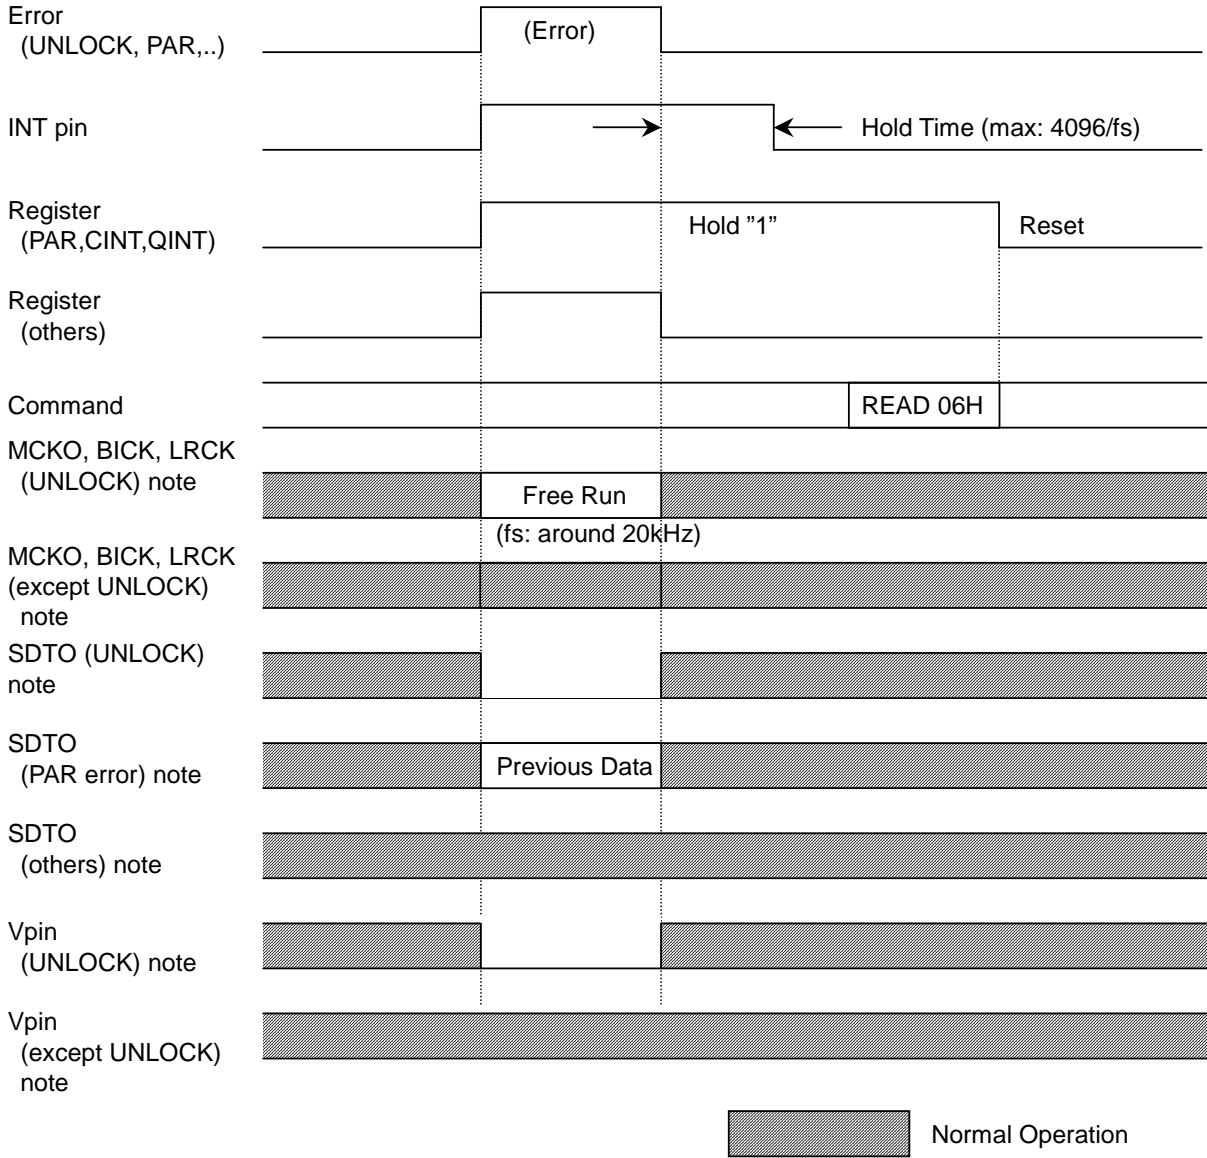 Error
(UNLOCK, PAR,..)
(Error)
INT pin
Hold Time (max: 4096/fs)
Register
(PAR,CINT,QINT)
Hold ”1”
Reset
Register
(others)
Command
READ 06H
MCKO, BICK, LRCK
(UNLOCK) note
Free Run
(fs: around 20kHz)
MCKO, BICK, LRCK
(except UNLOCK)
note
SDTO (UNLOCK)
note
SDTO
(PAR error) note
Previous Data
SDTO
(others) note
Vpin
(UNLOCK) note
Vpin
(except UNLOCK)
note
Normal Operation